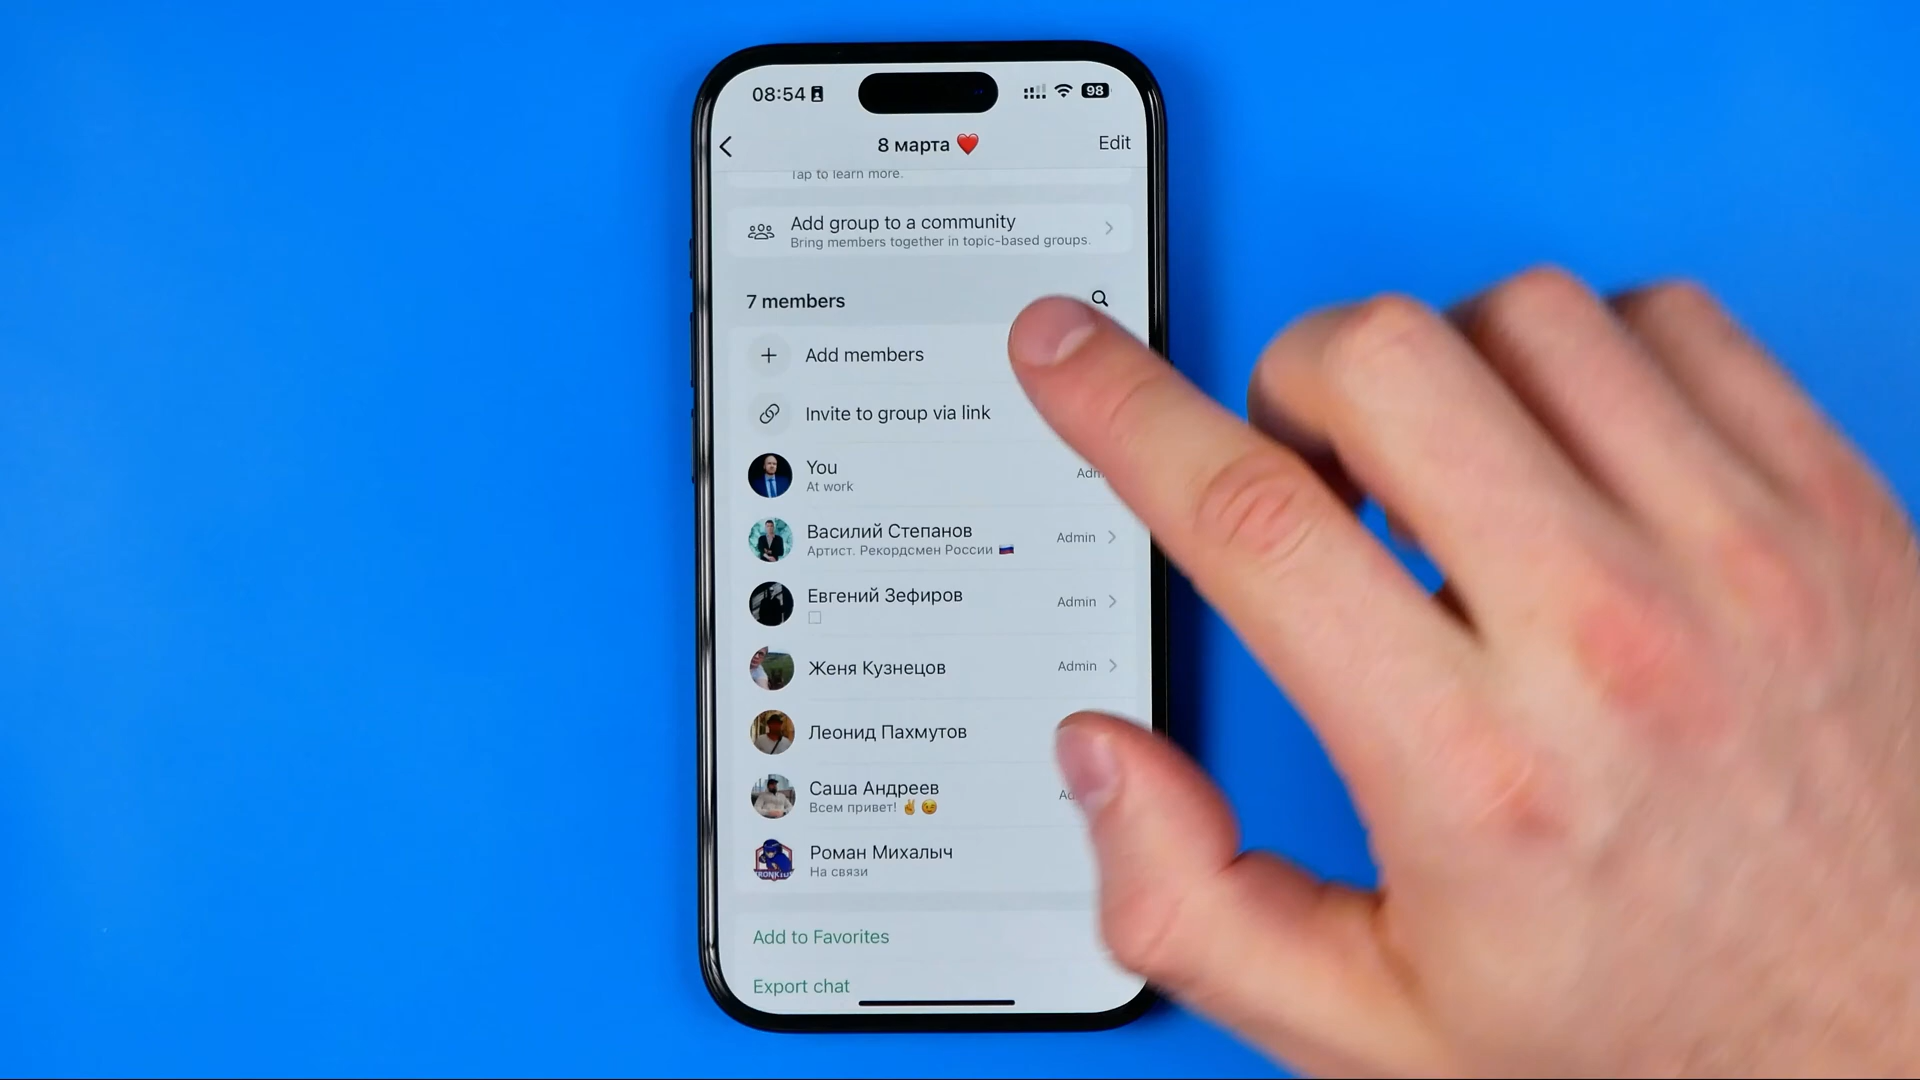 08:54
98
8 марта ❤️
Edit
Tap to learn more.
Add group to a community
Bring members together in topic-based groups.
7 members
Add members
Invite to group via link
You
At work
Adm
Василий Степанов
Артист. Рекордсмен России 🇷🇺
Admin
Евгений Зефиров
Admin
Женя Кузнецов
Admin
Леонид Пахмутов
Саша Андреев
Всем привет! ✌️😉
Ad
Роман Михалыч
На связи
Add to Favorites
Export chat